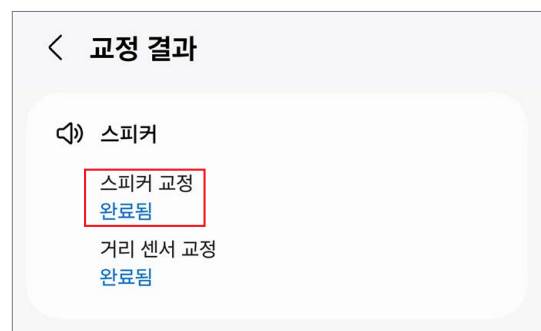 교정 결과
스피커
스피커 교정
완료됨
거리 센서 교정
완료됨